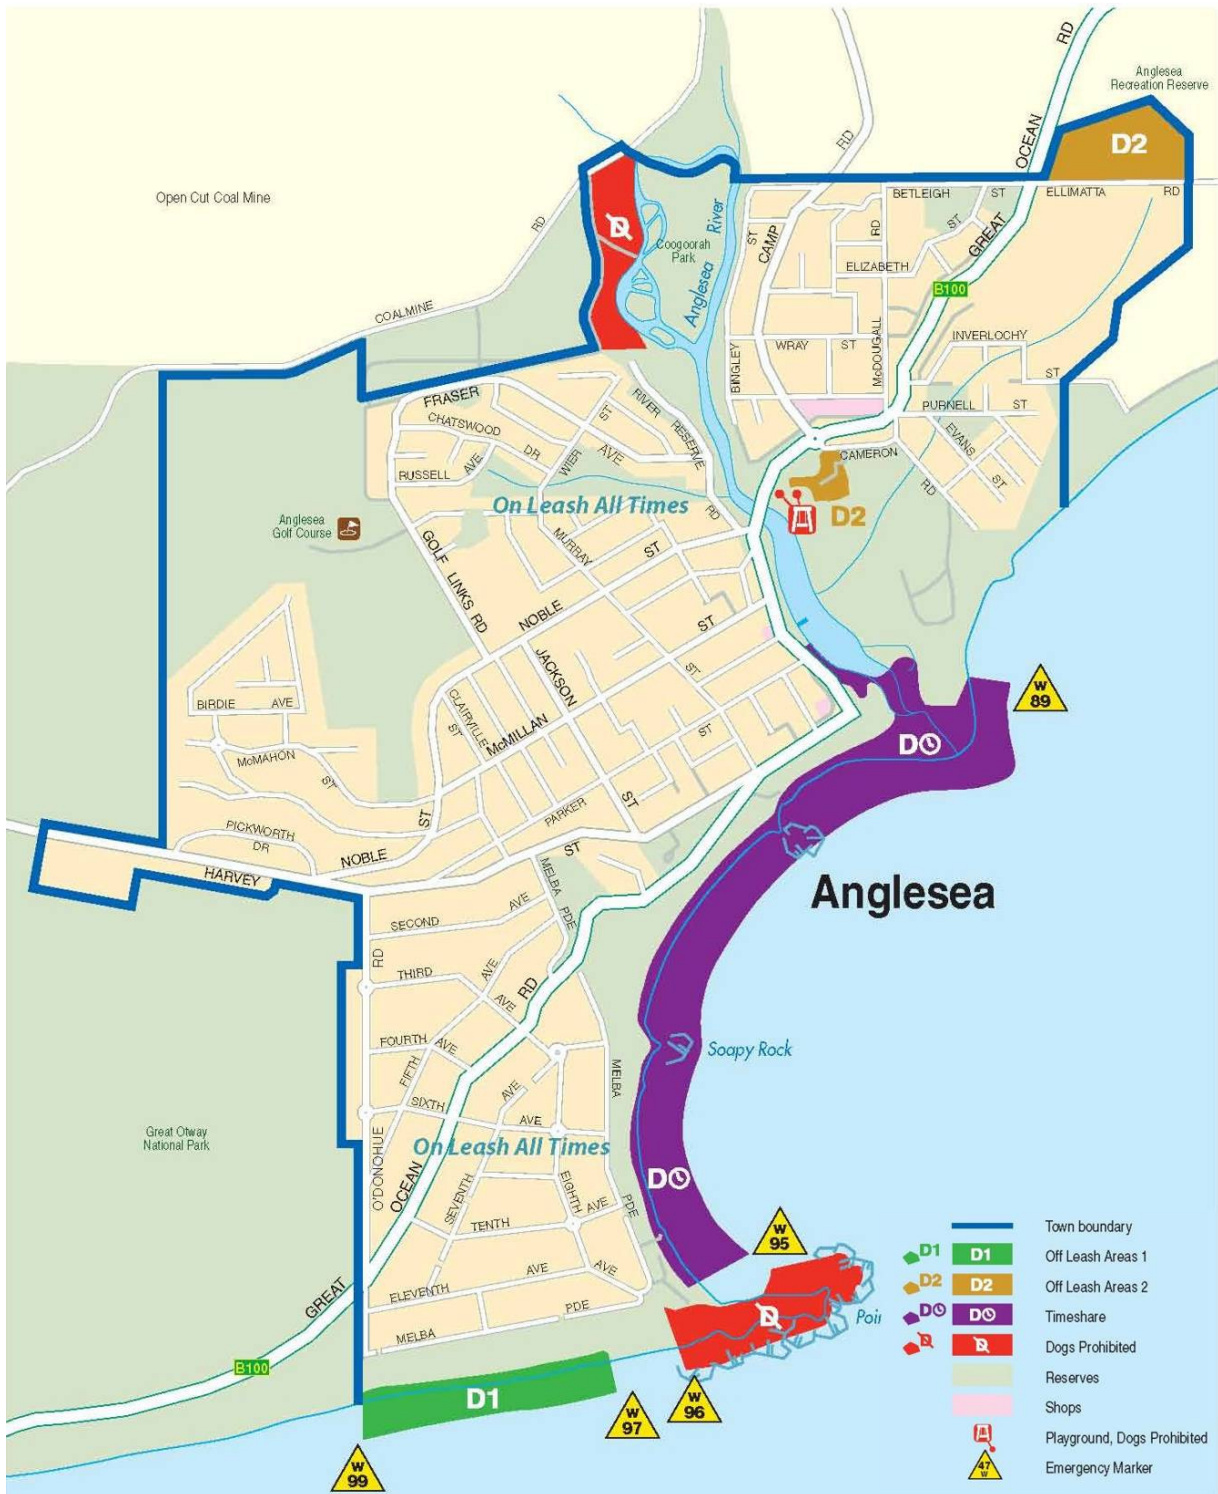 RD
Anglesea
Recreation Reserve
OCEAN
D2
RD
Open Cut Coal Mine
BETLEIGH
ST
ELLIMATTA
RD
RD
Coogoorah
Park
Anglesea River
ST
CAMP
RD
ST
GREAT
ELIZABETH
B100
COALMINE
BINGLEY
WRAY
ST
McDOUGALL
INVERLOCHY
ST
FRASER
CHATSWOOD
DR
ST
AVE
RIVER
RESERVE
RD
PURNELL
ST
EVANS
ST
CAMERON
RD
RUSSELL
AVE
WIER
On Leash All Times
D2
Anglesea
Golf Course
GOLF LINKS RD
MURRAY
ST
NOBLE
ST
ST
JACKSON
ST
CLAIRVILLE
ST
McMILLAN
ST
BIRDIE
AVE
McMAHON
ST
W
89
D
PICKWORTH
DR
ST
PARKER
ST
NOBLE
HARVEY
MELBA
PDE
Anglesea
SECOND
AVE
RD
THIRD
AVE
AVE
RD
FOURTH
AVE
FIFTH
Soapy Rock
SIXTH
AVE
AVE
MELBA
Great Otway
National Park
On Leash All Times
O'DONOHUE
OCEAN
SEVENTH
EIGHTH
AVE
PDE
D
TENTH
W
95
AVE
AVE
ELEVENTH
GREAT
PDE
MELBA
D
Poi
B100
D1
W
96
W
97
W
99
Town boundary
D1
D1
Off Leash Areas 1
D2
D2
Off Leash Areas 2
D
D
Timeshare
D
D
Dogs Prohibited
Reserves
Shops
Playground, Dogs Prohibited
47
W
Emergency Marker